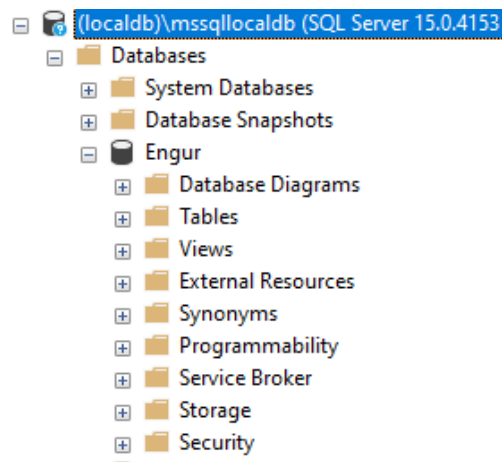 (localdb)\mssqllocaldb (SQL Server 15.0.4153
Databases
System Databases
Database Snapshots
Engur
Database Diagrams
Tables
Views
External Resources
Synonyms
Programmability
Service Broker
Storage
Security